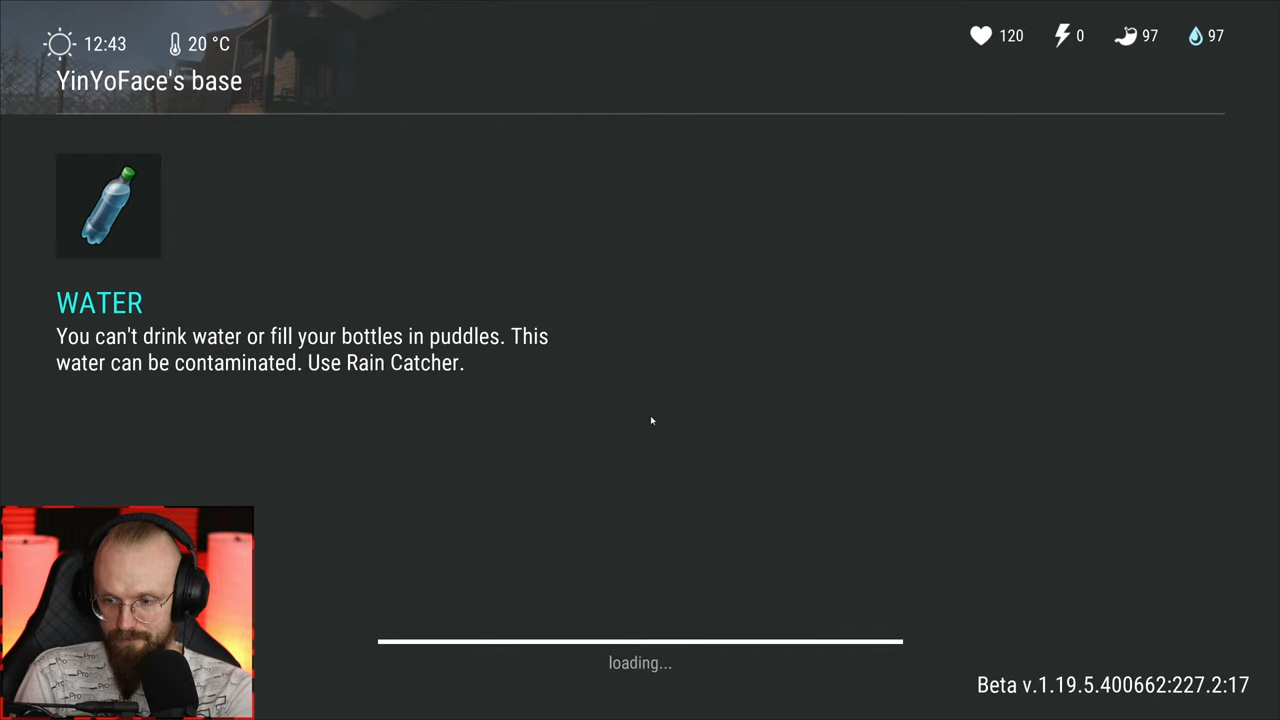 12:43
20 °C
120
0
97
97
YinYoFace's base
WATER
You can't drink water or fill your bottles in puddles. This
water can be contaminated. Use Rain Catcher.
loading...
Beta v.1.19.5.400662:227.2:17